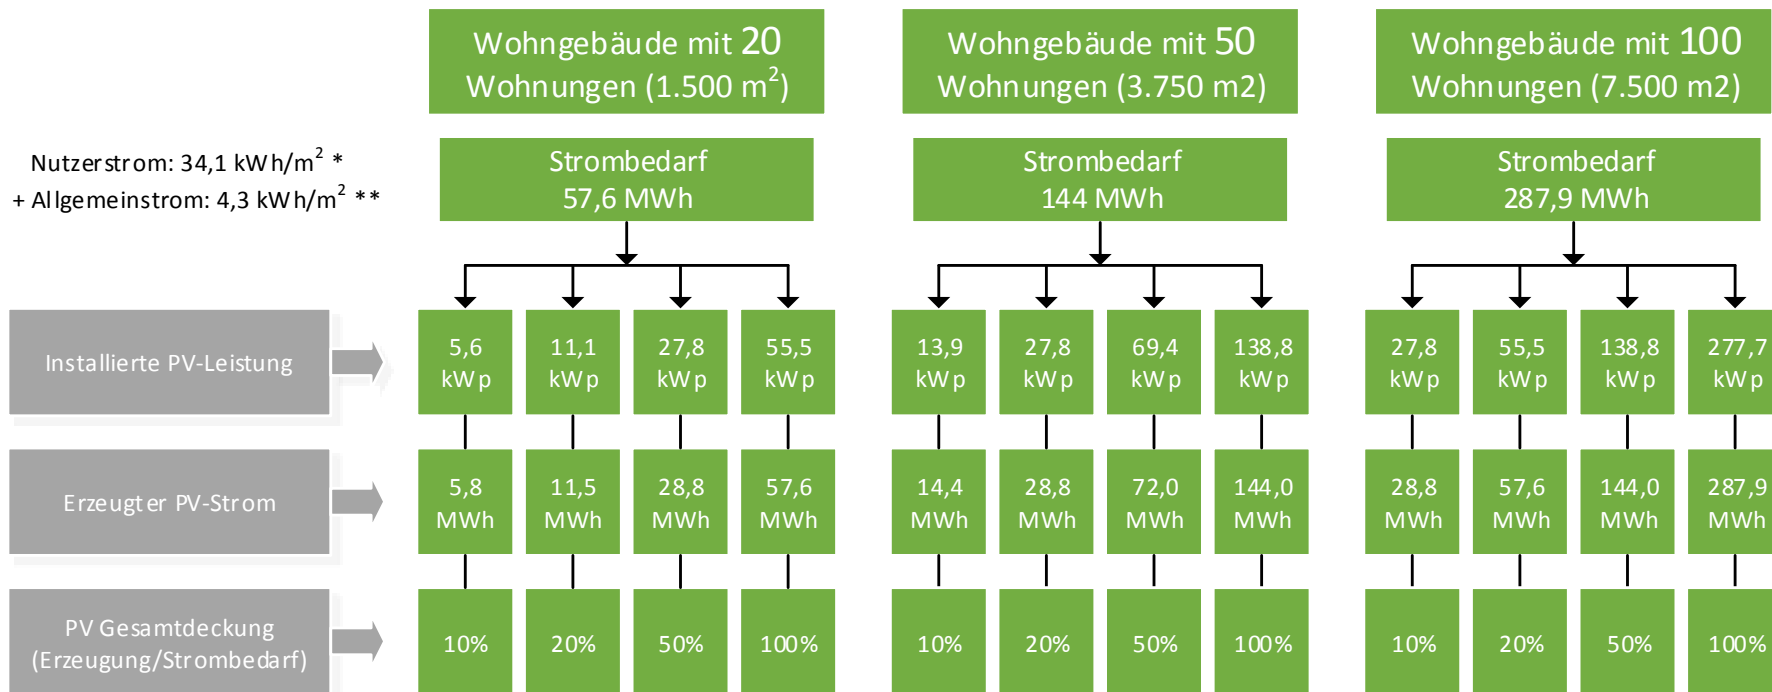 Wohngebäude mit 20
Wohnungen (1.500 m²)
Wohngebäude mit 50
Wohnungen (3.750 m2)
Wohngebäude mit 100
Wohnungen (7.500 m2)
Nutzerstrom: 34,1 kWh/m² *
+ Allgemeinstrom: 4,3 kWh/m² **
Strombedarf
57,6 MWh
Strombedarf
144 MWh
Strombedarf
287,9 MWh
Installierte PV-Leistung
5,6
kWp
11,1
kWp
27,8
kWp
55,5
kWp
13,9
kWp
27,8
kWp
69,4
kWp
138,8
kWp
27,8
kWp
55,5
kWp
138,8
kWp
277,7
kWp
Erzeugter PV-Strom
5,8
MWh
11,5
MWh
28,8
MWh
57,6
MWh
14,4
MWh
28,8
MWh
72,0
MWh
144,0
MWh
28,8
MWh
57,6
MWh
144,0
MWh
287,9
MWh
PV Gesamtdeckung
(Erzeugung/Strombedarf)
10%
20%
50%
100%
10%
20%
50%
100%
10%
20%
50%
100%